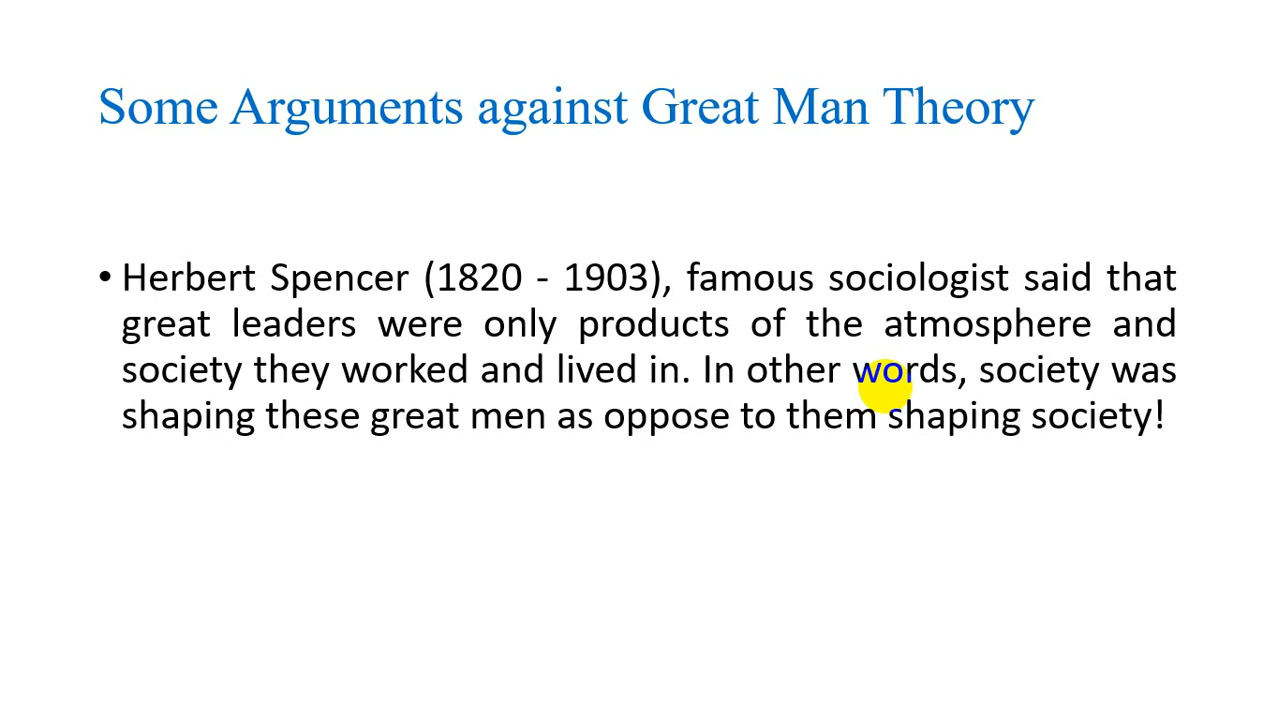 Some Arguments against Great Man Theory
• Herbert Spencer (1820 - 1903), famous sociologist said that
great leaders were only products of the atmosphere and
society they worked and lived in. In other words, society was
shaping these great men as oppose to them shaping society!